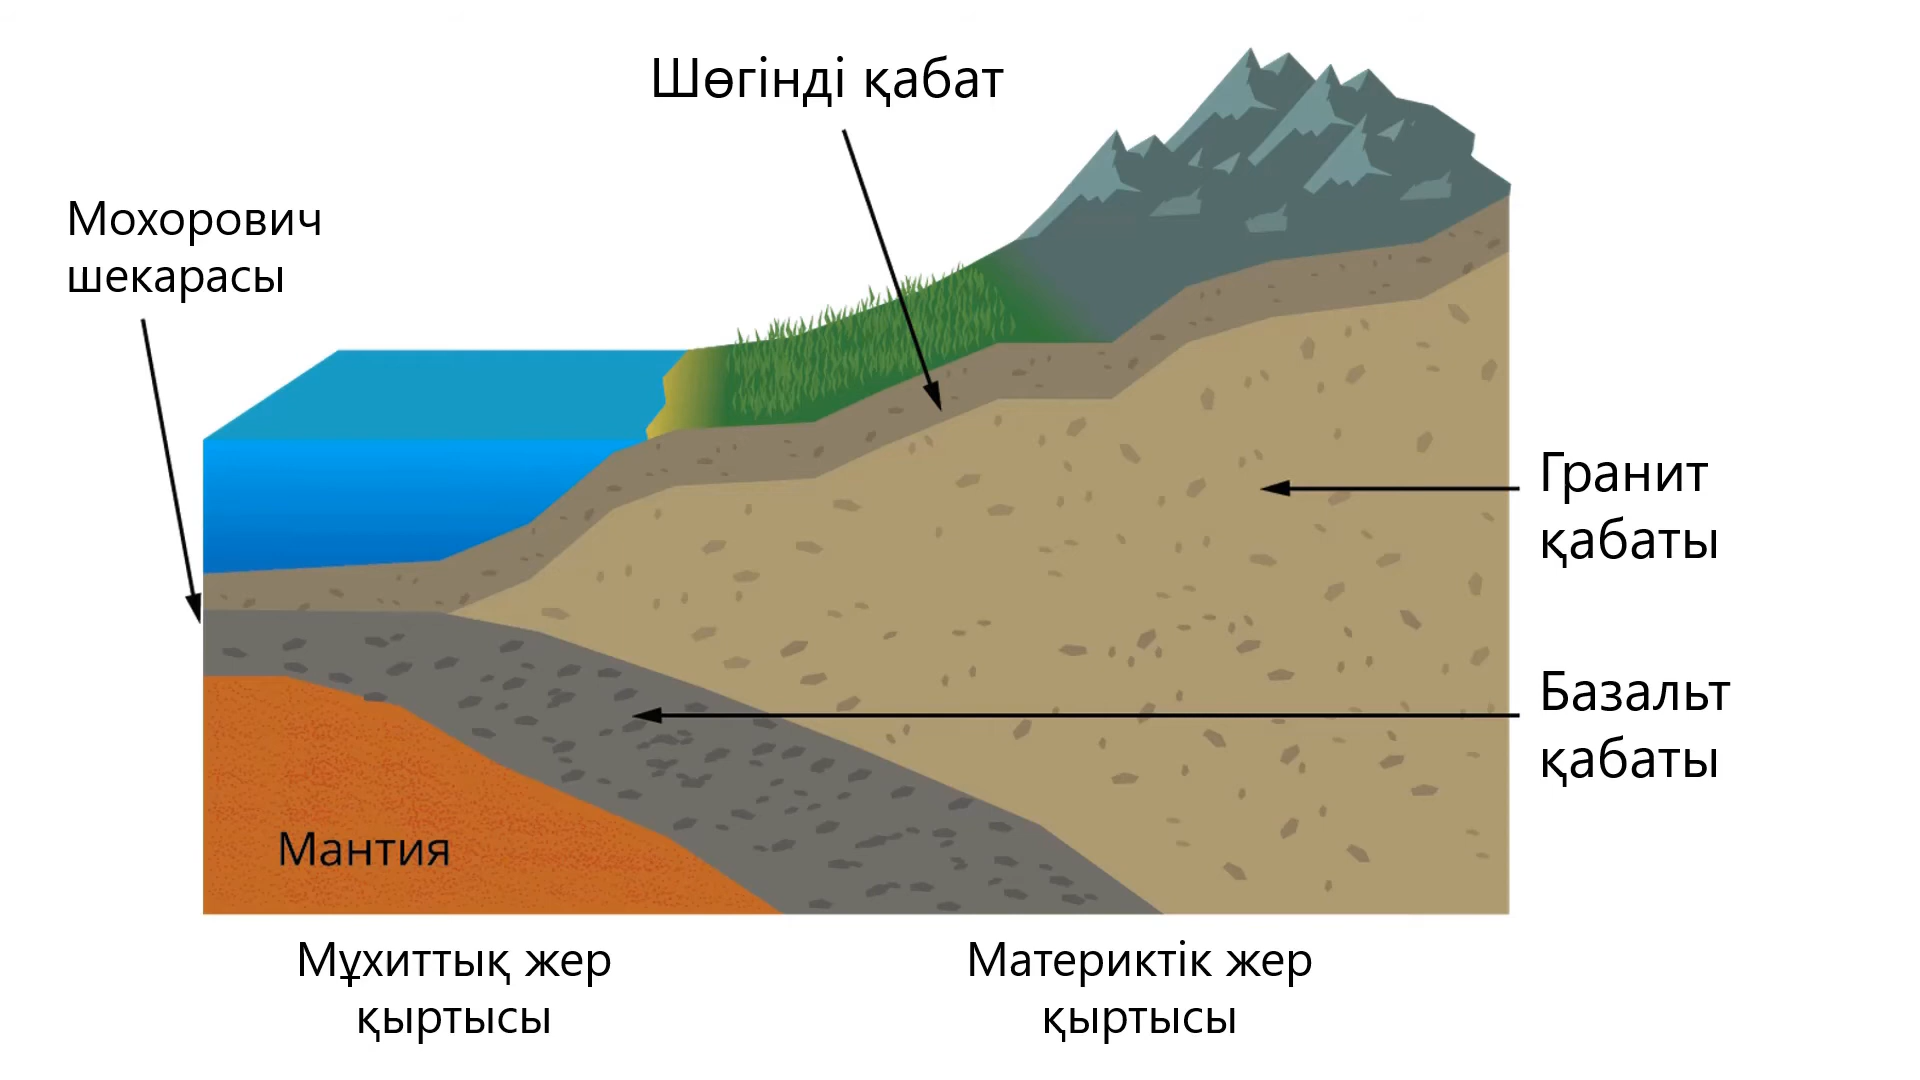 Шөгінді қабат
Мохорович
шекарасы
Гранит
қабаты
Базальт
қабаты
Мантия
Мұхиттық жер
қыртысы
Материктік жер
қыртысы